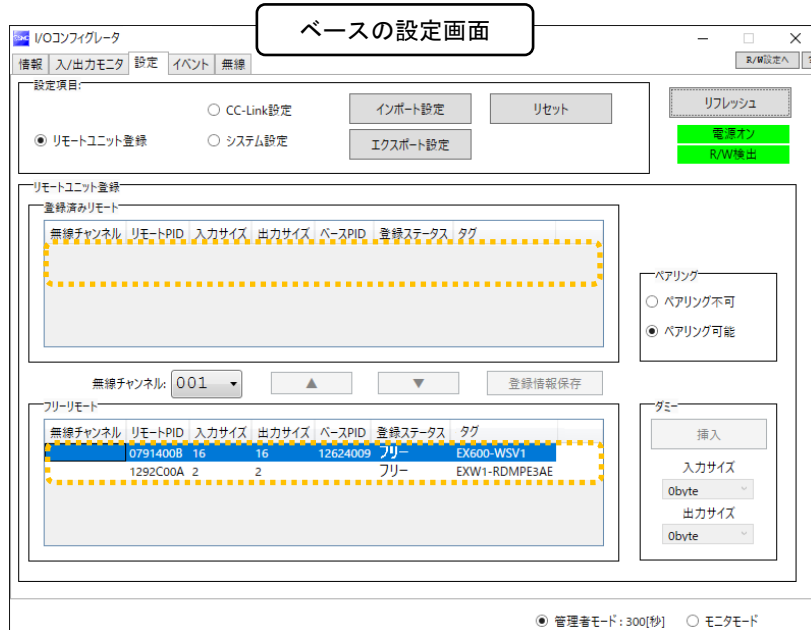 ベースの設定画面
I/Oコンフィグレータ
情報 入/出力モニタ 設定 イベント 無線
R/W設定へ
設定項目:
CC-Link設定 インポート設定 リセット リフレッシュ
リモートユニット登録 システム設定 エクスポート設定
電源オン
R/W検出
リモートユニット登録
登録済みリモート
無線チャンネル リモートPID 入力サイズ 出力サイズ ベースPID 登録ステータス タグ
ペアリング
ペアリング不可
ペアリング可能
無線チャンネル: 001 ▲ ▼ 登録情報保存
フリーリモート
無線チャンネル リモートPID 入力サイズ 出力サイズ ベースPID 登録ステータス タグ
0791400B 16 16 12624009 フリー EX600-WSV1
1292C00A 2 2 フリー EXW1-RDMPE3AE
ダミー
挿入
入力サイズ
0byte
出力サイズ
0byte
管理者モード : 300[秒] モニタモード